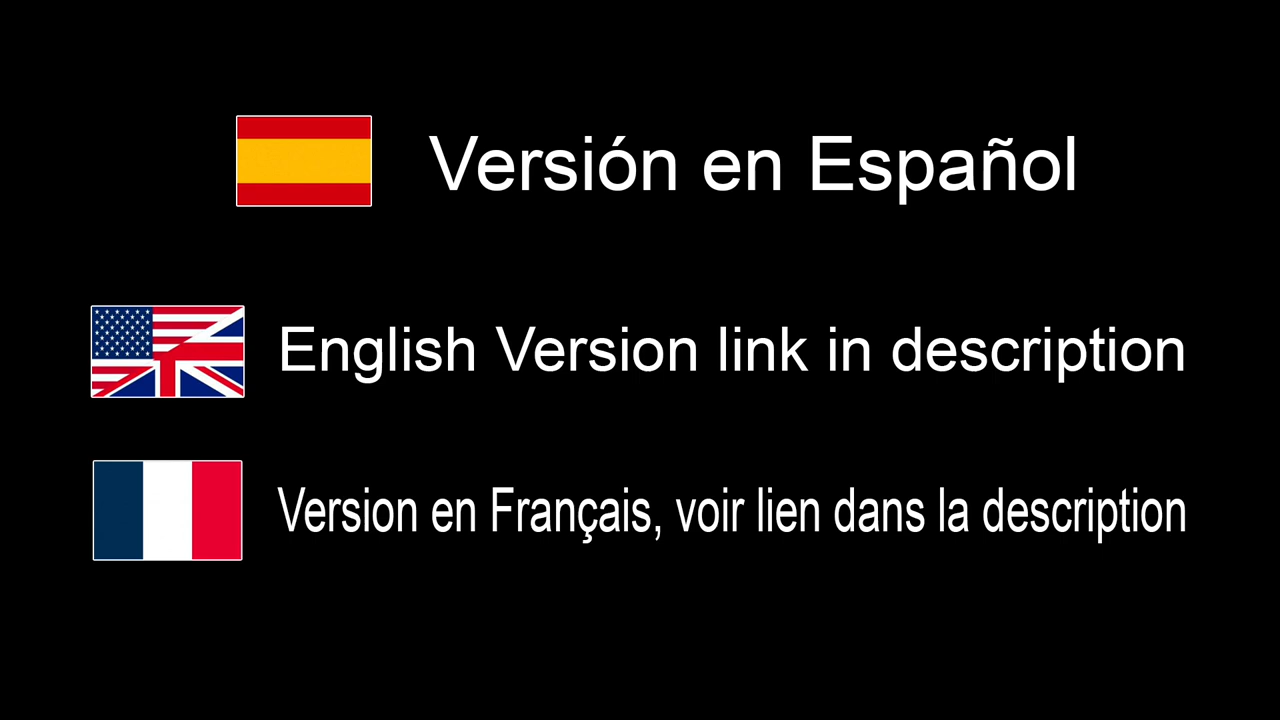 Versión en Español
English Version link in description
Version en Français, voir lien dans la description